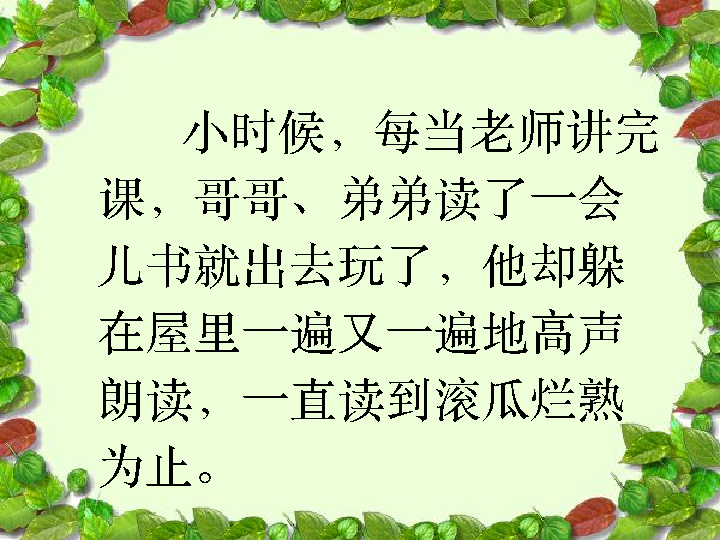 小时候，每当老师讲完
课，哥哥、弟弟读了一会
儿书就出去玩了，他却躲
在屋里一遍又一遍地高声
朗读，一直读到滚瓜烂熟
为止。